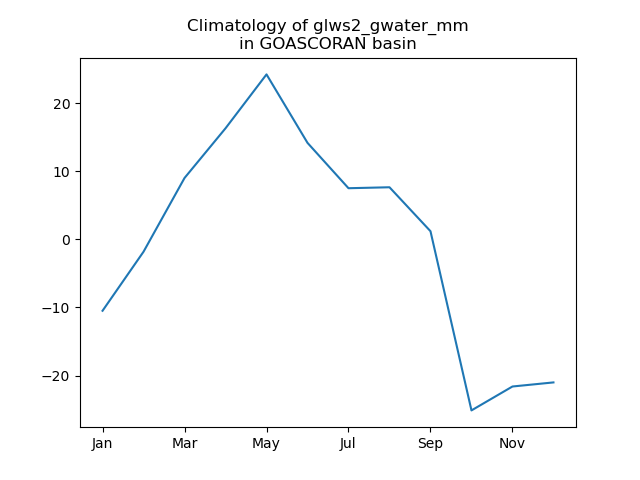 Climatology of glws2_gwater_mm
in GOASCORAN basin
20
10
0
−10
−20
Jan
Mar
May
Jul
Sep
Nov